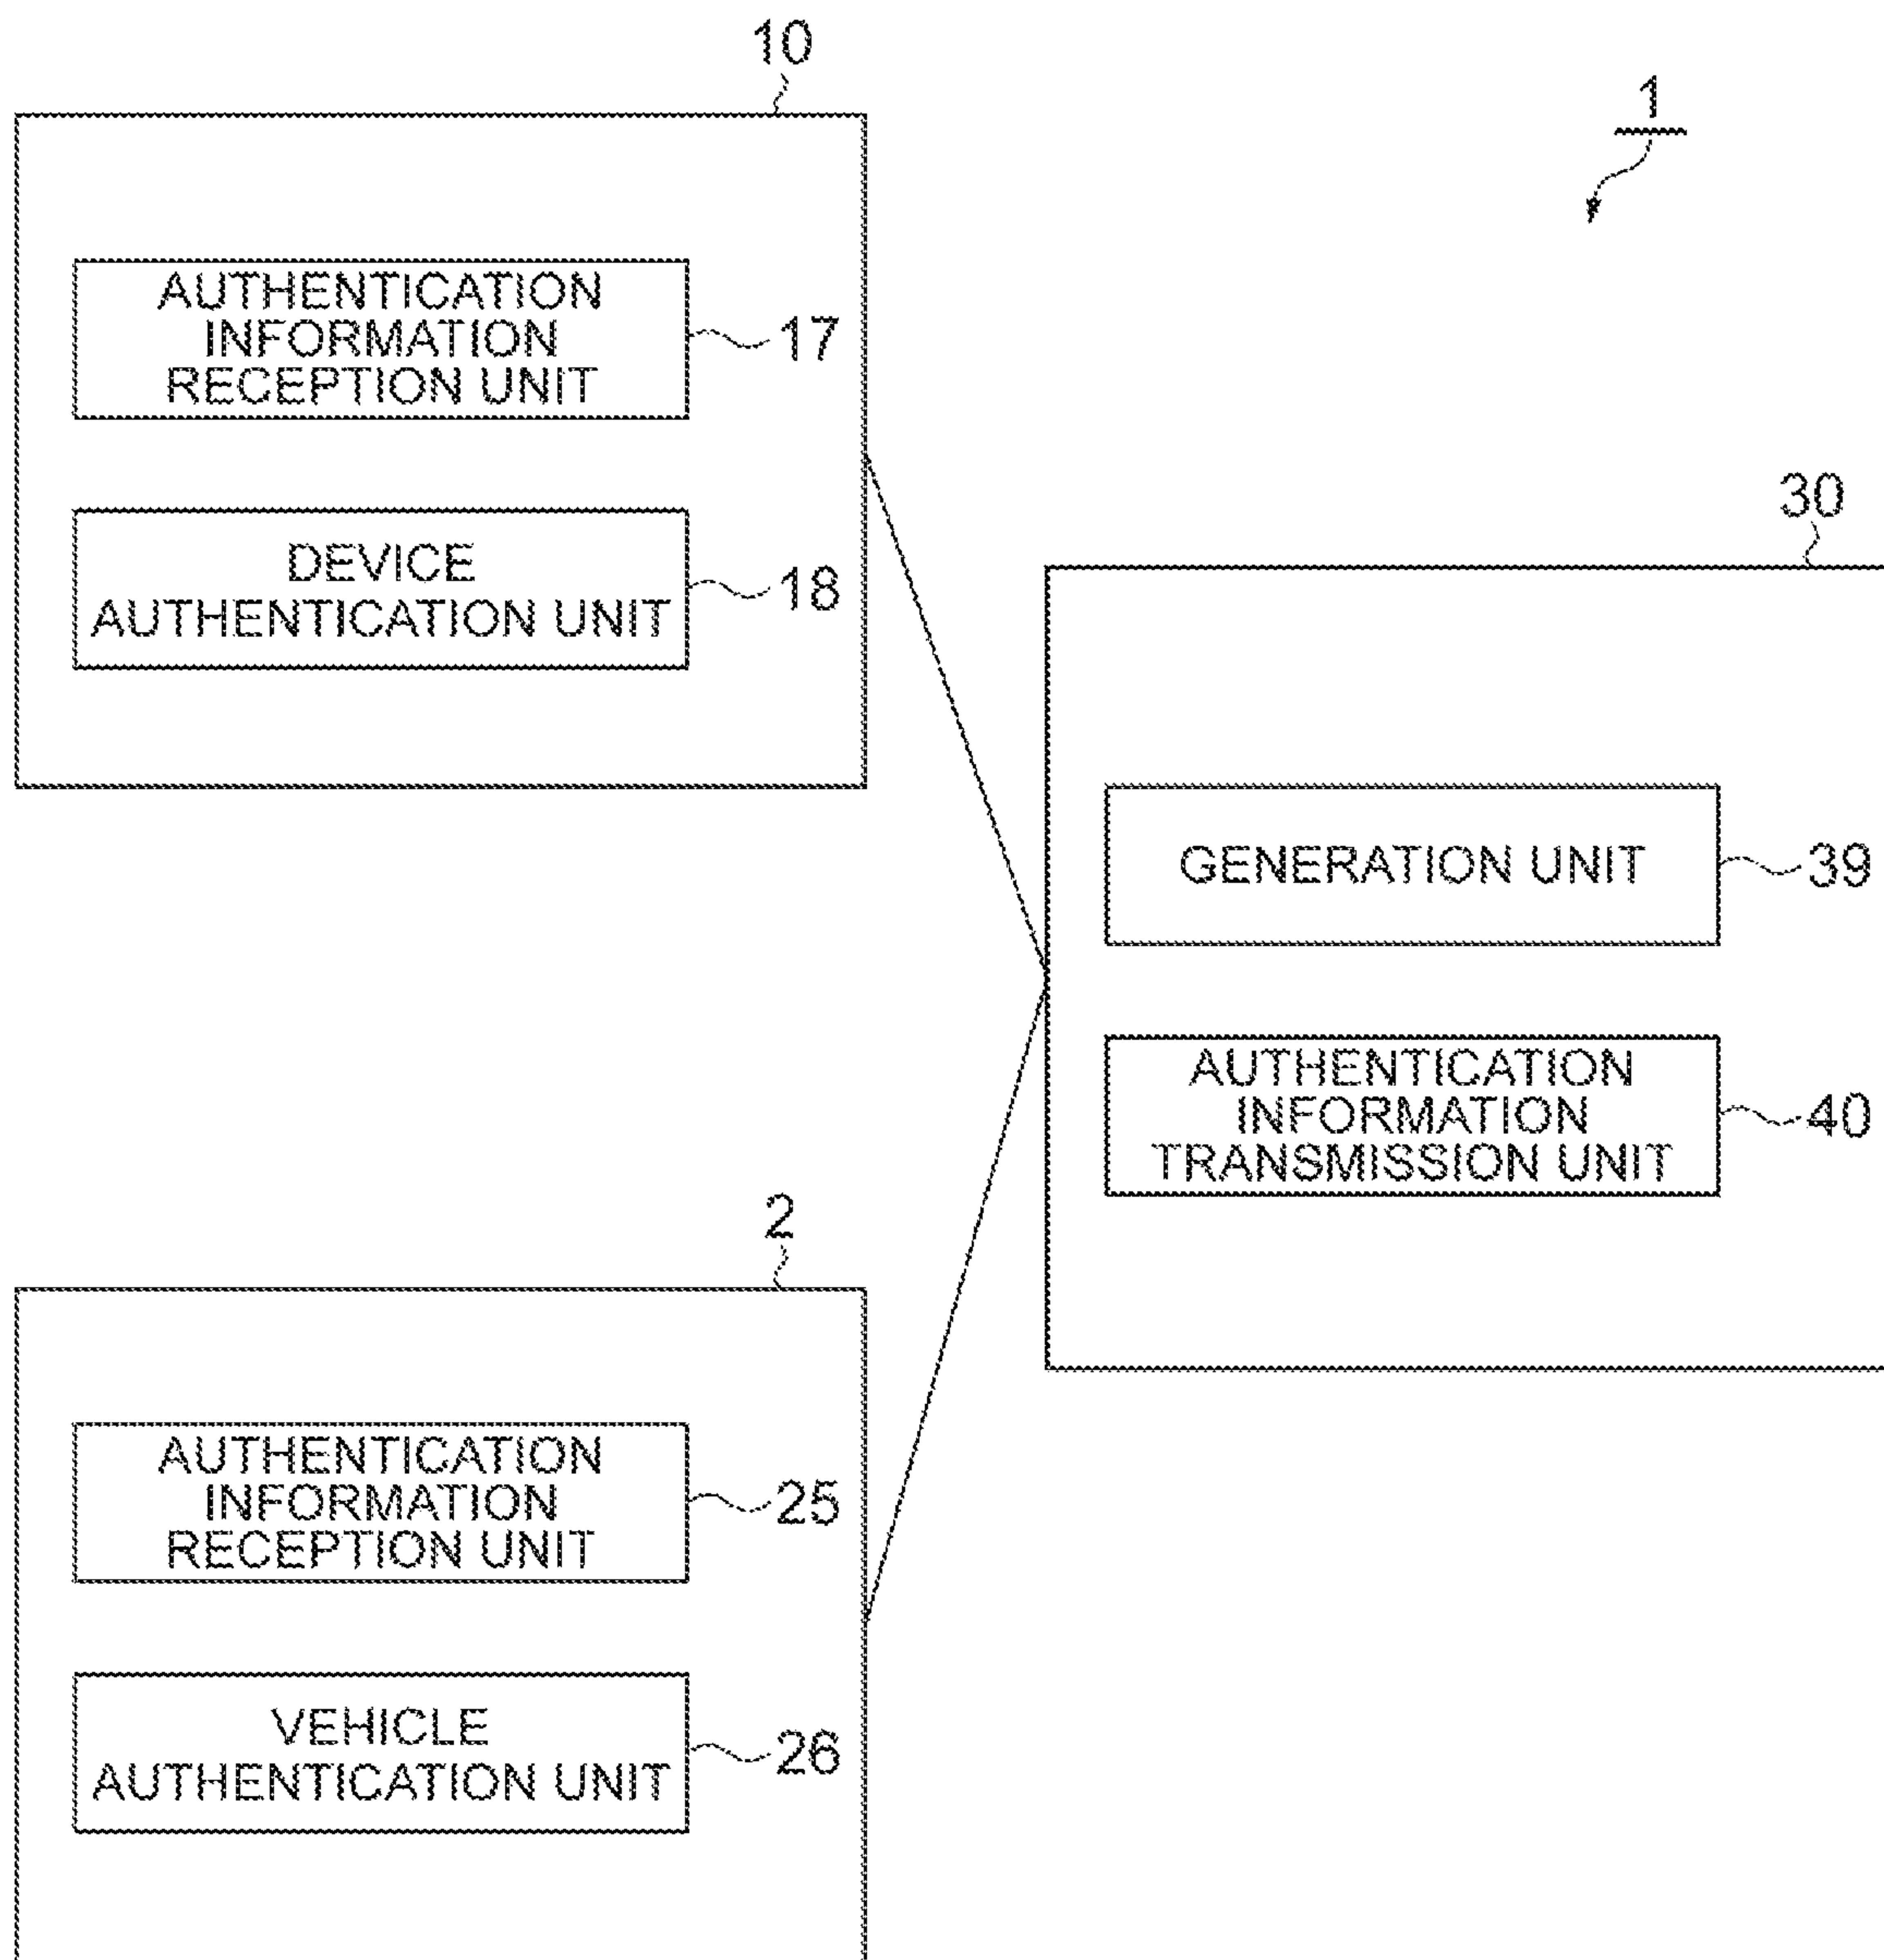 10
1
AUTHENTICATION
INFORMATION
RECEPTION UNIT
17
DEVICE
AUTHENTICATION UNIT
18
30
GENERATION UNIT
39
AUTHENTICATION
INFORMATION
TRANSMISSION UNIT
40
2
AUTHENTICATION
INFORMATION
RECEPTION UNIT
25
VEHICLE
AUTHENTICATION UNIT
26